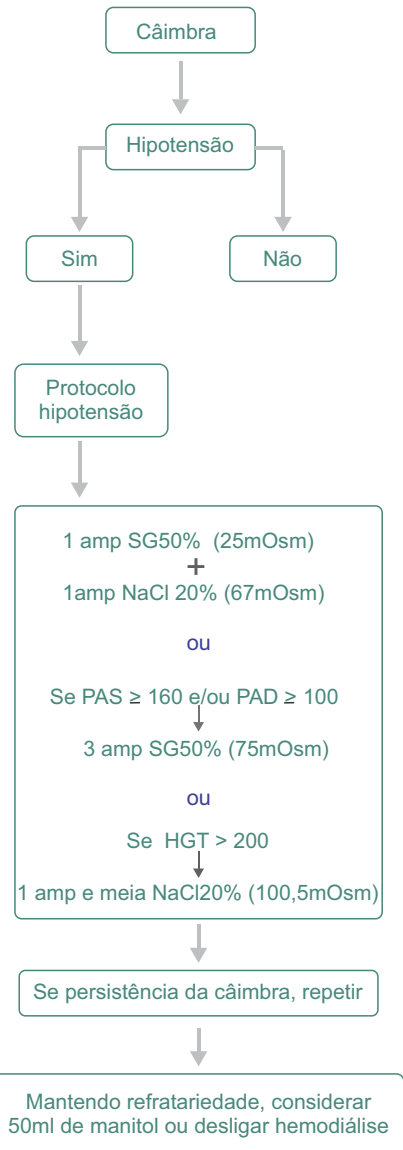 Câimbra
Hipotensão
Sim
Não
Protocolo
hipotensão
1 amp SG50% (25mOsm)
+
1amp NaCl 20% (67mOsm)
ou
Se PAS ≥ 160 e/ou PAD ≥ 100
3 amp SG50% (75mOsm)
ou
Se HGT > 200
1 amp e meia NaCl20% (100,5mOsm)
Se persistência da câimbra, repetir
Mantendo refratariedade, considerar
50ml de manitol ou desligar hemodiálise